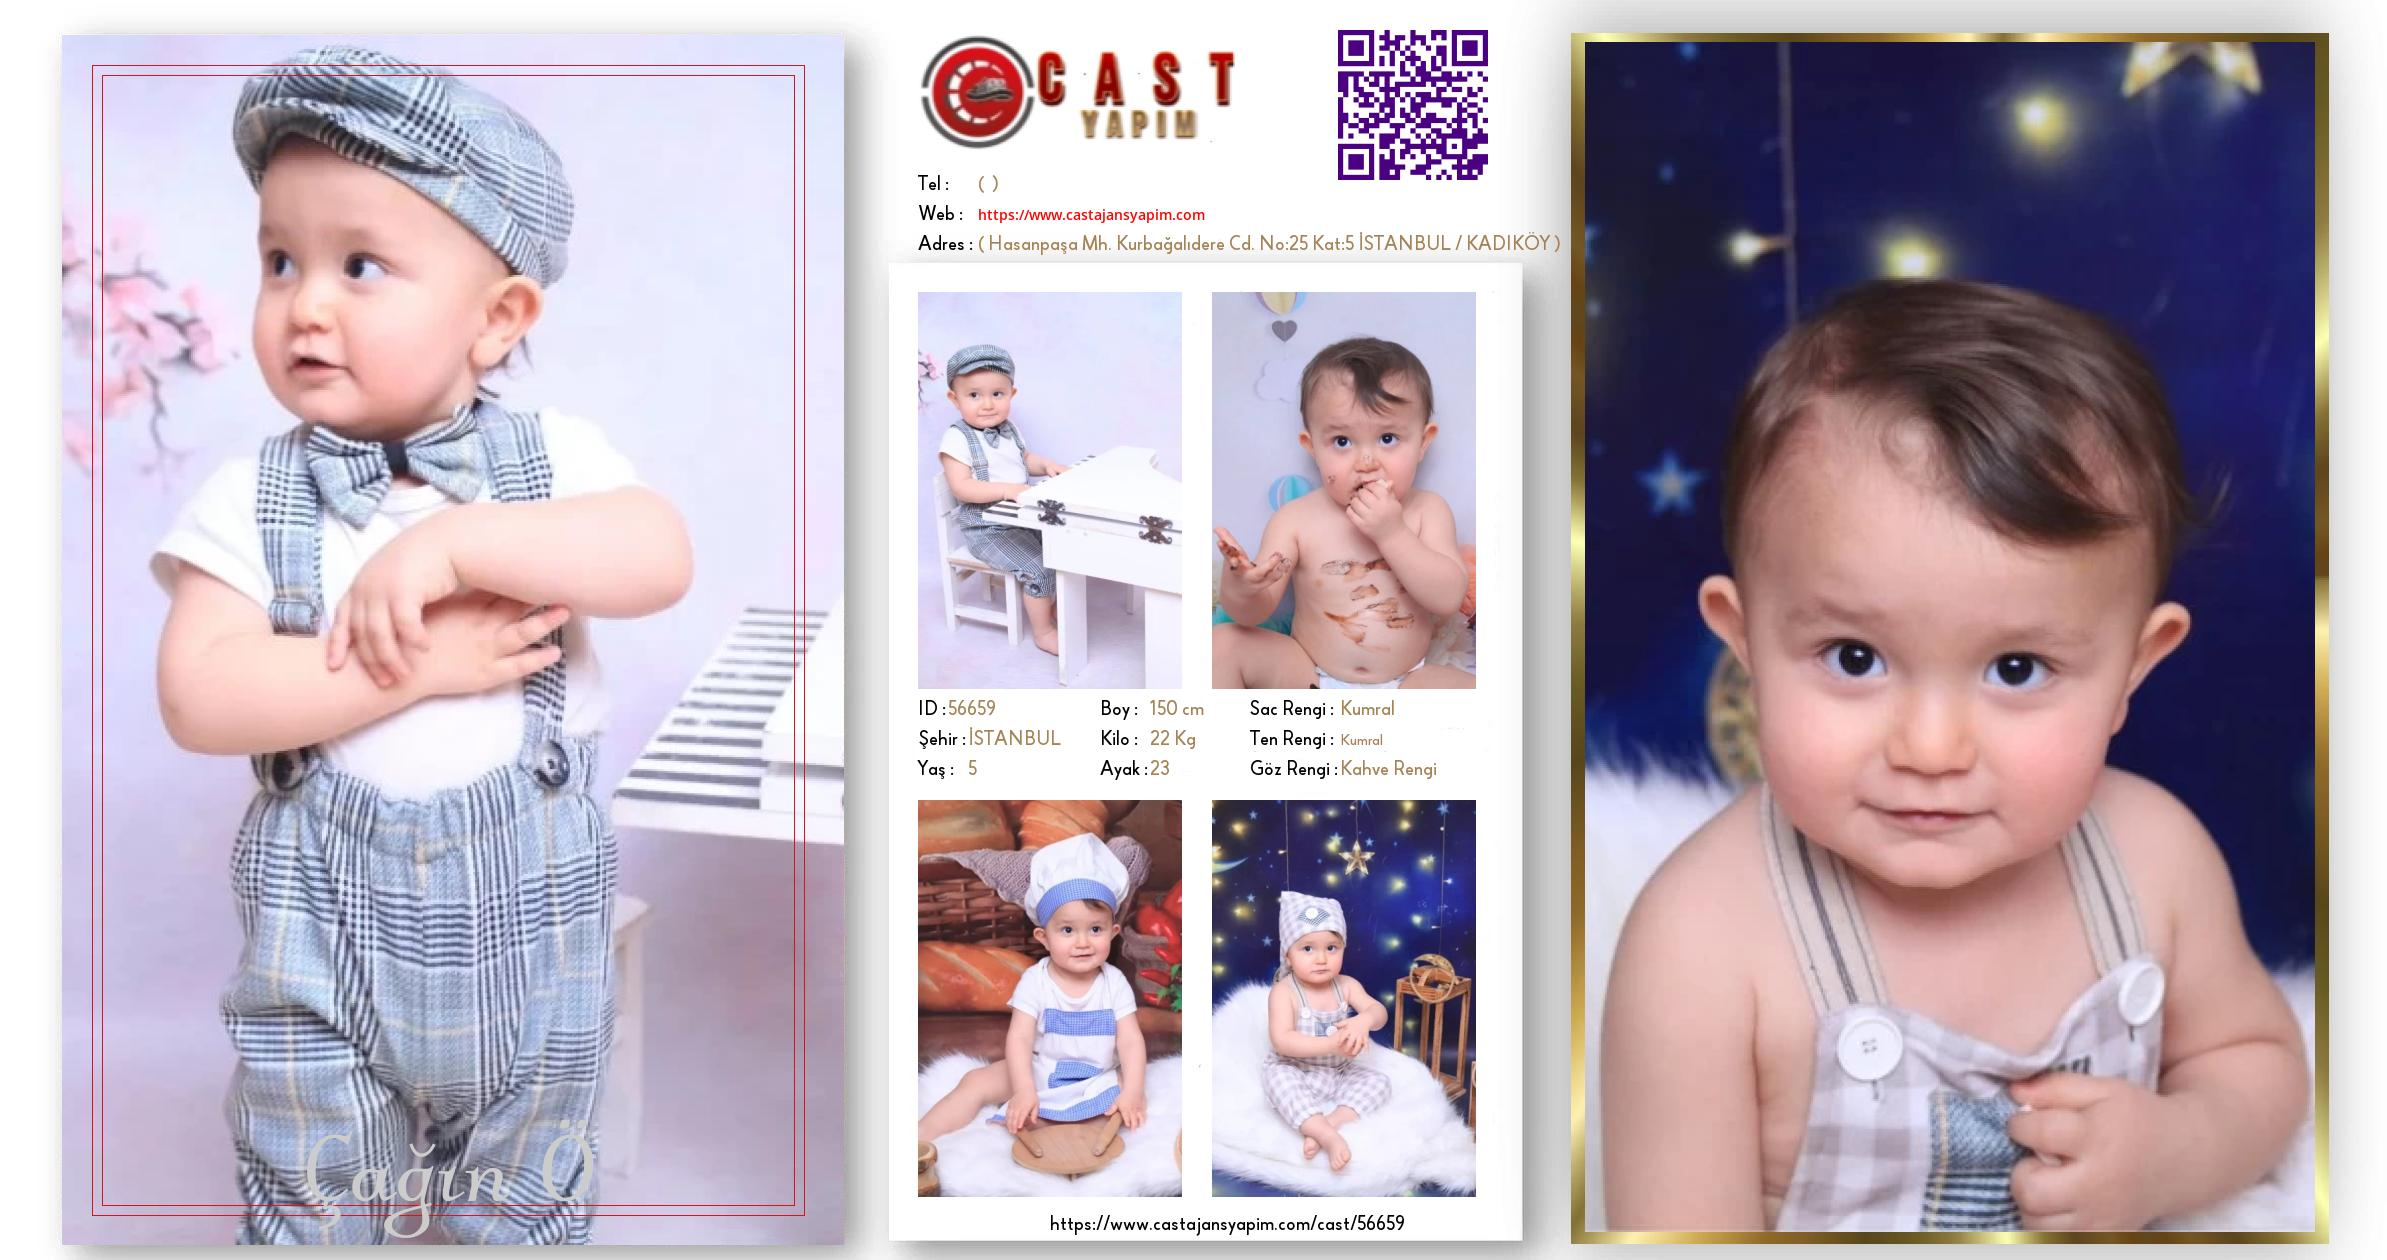 CAST
YAPIM
Tel : ( )
Web : https://www.castajansyapim.com
Adres : ( Hasanpaşa Mh. Kurbağalıdere Cd. No:25 Kat:5 İSTANBUL / KADIKÖY )
ID : 56659 Boy : 150 cm Sac Rengi : Kumral
Şehir : İSTANBUL Kilo : 22 Kg Ten Rengi : Kumral
Yaş : 5 Ayak : 23 Göz Rengi : Kahve Rengi
Çağın Ö
https://www.castajansyapim.com/cast/56659